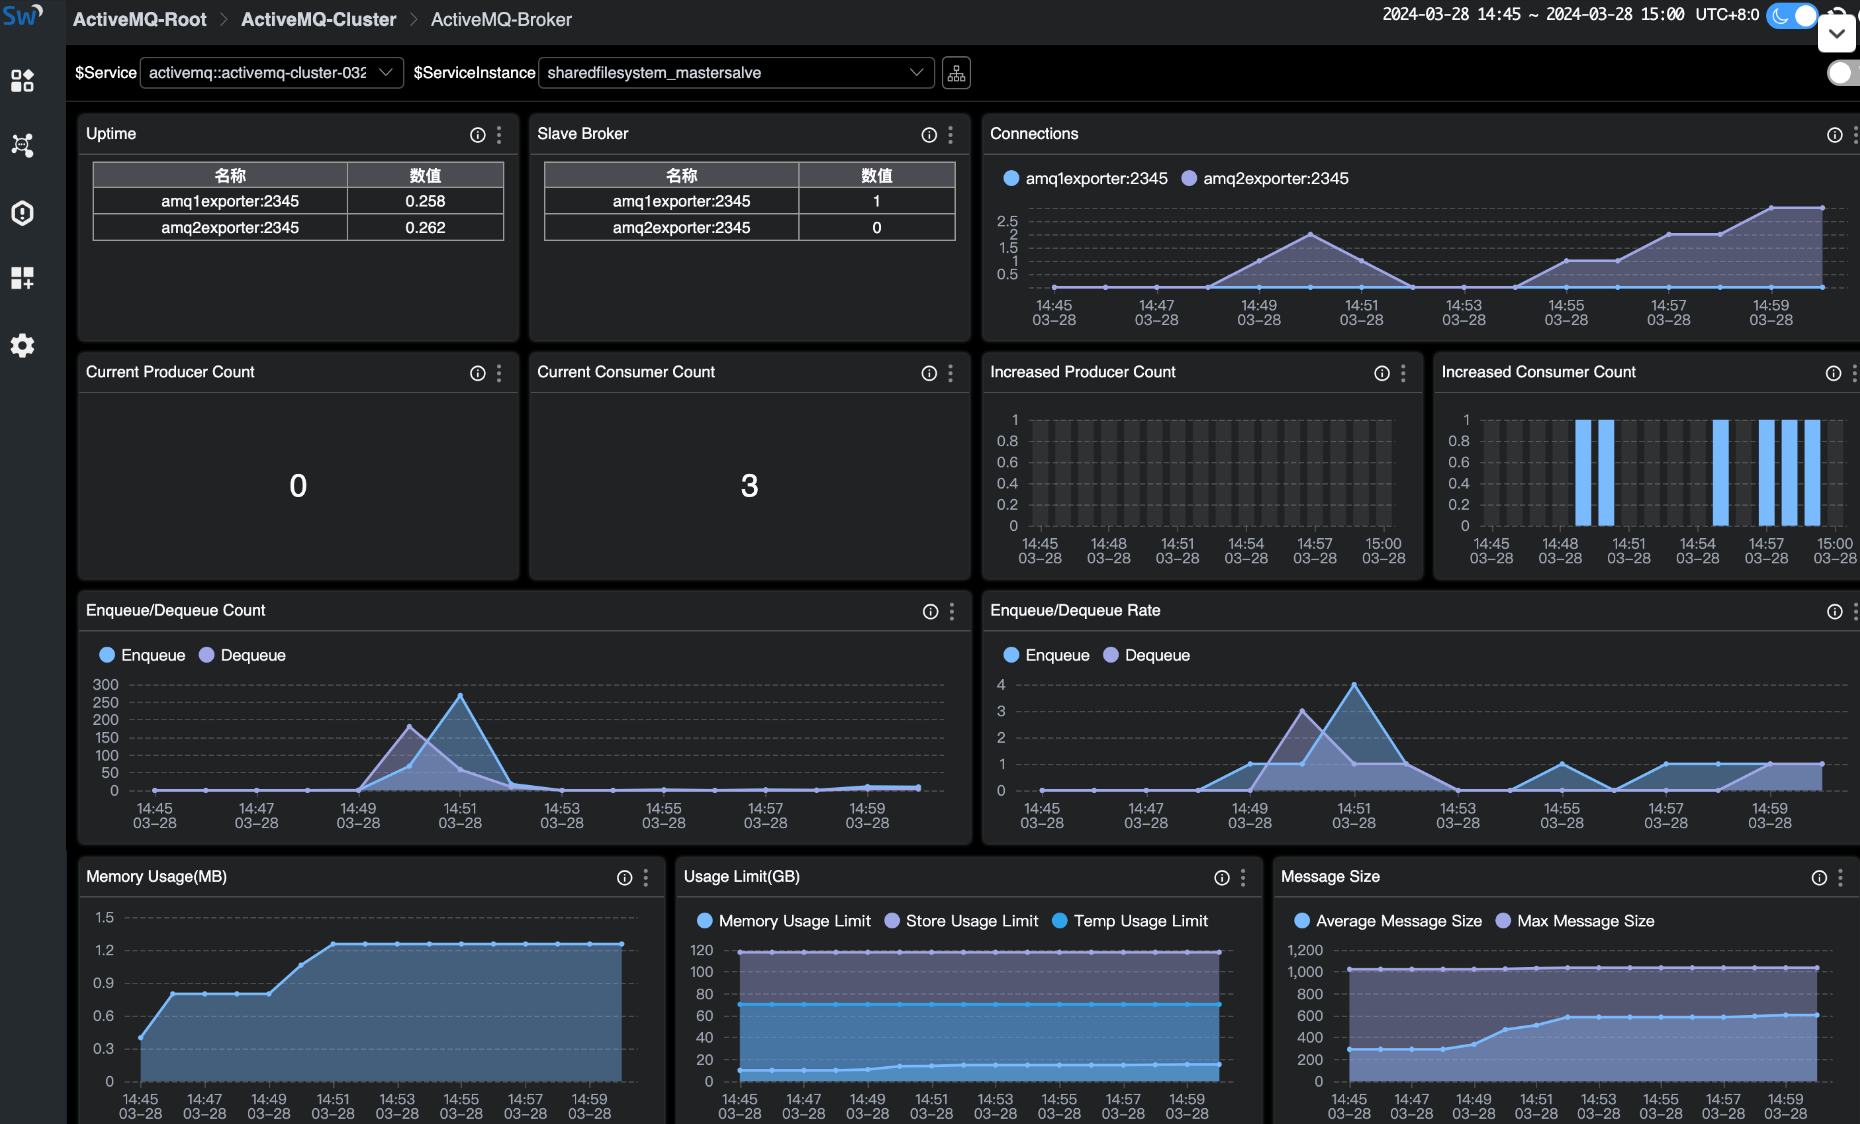 Sw
ActiveMQ-Root > ActiveMQ-Cluster > ActiveMQ-Broker
2024-03-28 14:45 ~ 2024-03-28 15:00 UTC+8:0
$Service activemq::activemq-cluster-032 $ServiceInstance sharedfilesystem_mastersalve
Uptime
名称 数值
amq1exporter:2345 0.258
amq2exporter:2345 0.262
Slave Broker
名称 数值
amq1exporter:2345 1
amq2exporter:2345 0
Connections
amq1exporter:2345 amq2exporter:2345
2.5
2
1.5
1
0.5
14:45 14:47 14:49 14:51 14:53 14:55 14:57 14:59
03-28 03-28 03-28 03-28 03-28 03-28 03-28 03-28
Current Producer Count
0
Current Consumer Count
3
Increased Producer Count
1
0.8
0.6
0.4
0.2
0
14:45 14:48 14:51 14:54 14:57 15:00
03-28 03-28 03-28 03-28 03-28 03-28
Increased Consumer Count
1
0.8
0.6
0.4
0.2
0
14:45 14:48 14:51 14:54 14:57 15:00
03-28 03-28 03-28 03-28 03-28 03-28
Enqueue/Dequeue Count
Enqueue Dequeue
300
250
200
150
100
50
0
14:45 14:47 14:49 14:51 14:53 14:55 14:57 14:59
03-28 03-28 03-28 03-28 03-28 03-28 03-28 03-28
Enqueue/Dequeue Rate
Enqueue Dequeue
4
3
2
1
0
14:45 14:47 14:49 14:51 14:53 14:55 14:57 14:59
03-28 03-28 03-28 03-28 03-28 03-28 03-28 03-28
Memory Usage(MB)
1.5
1.2
0.9
0.6
0.3
0
14:45 14:47 14:49 14:51 14:53 14:55 14:57 14:59
03-28 03-28 03-28 03-28 03-28 03-28 03-28 03-28
Usage Limit(GB)
Memory Usage Limit Store Usage Limit Temp Usage Limit
120
100
80
60
40
20
0
14:45 14:47 14:49 14:51 14:53 14:55 14:57 14:59
03-28 03-28 03-28 03-28 03-28 03-28 03-28 03-28
Message Size
Average Message Size Max Message Size
1,200
1,000
800
600
400
200
0
14:45 14:47 14:49 14:51 14:53 14:55 14:57 14:59
03-28 03-28 03-28 03-28 03-28 03-28 03-28 03-28